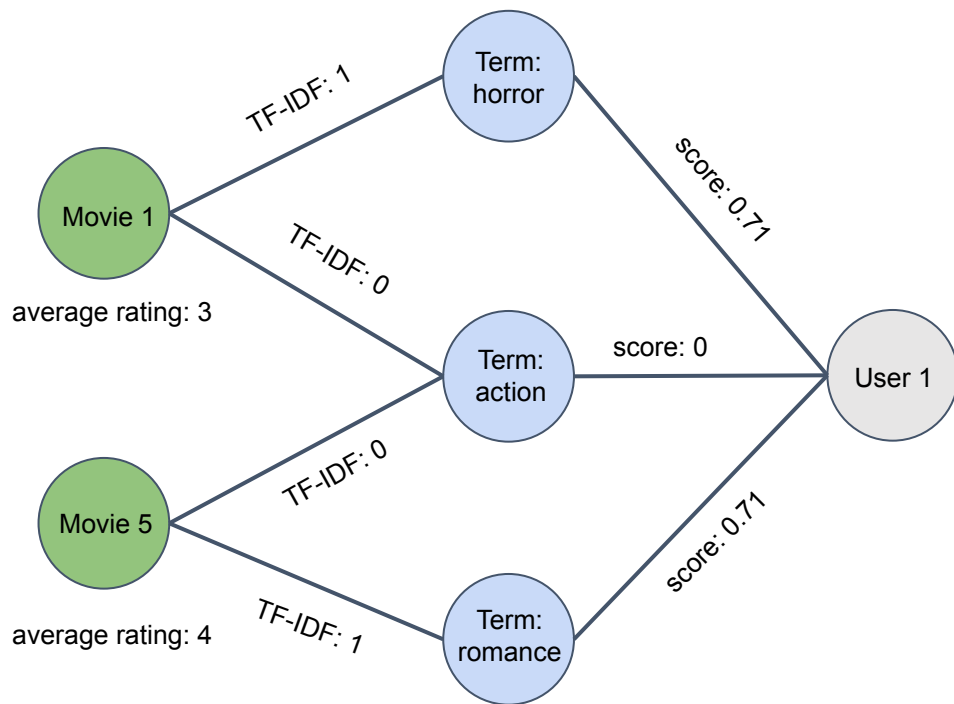 Term:
horror
TF-IDF: 1
score: 0.71
Movie 1
TF-IDF: 0
average rating: 3
score: 0
Term:
action
User 1
TF-IDF: 0
Movie 5
score: 0.71
TF-IDF: 1
Term:
romance
average rating: 4